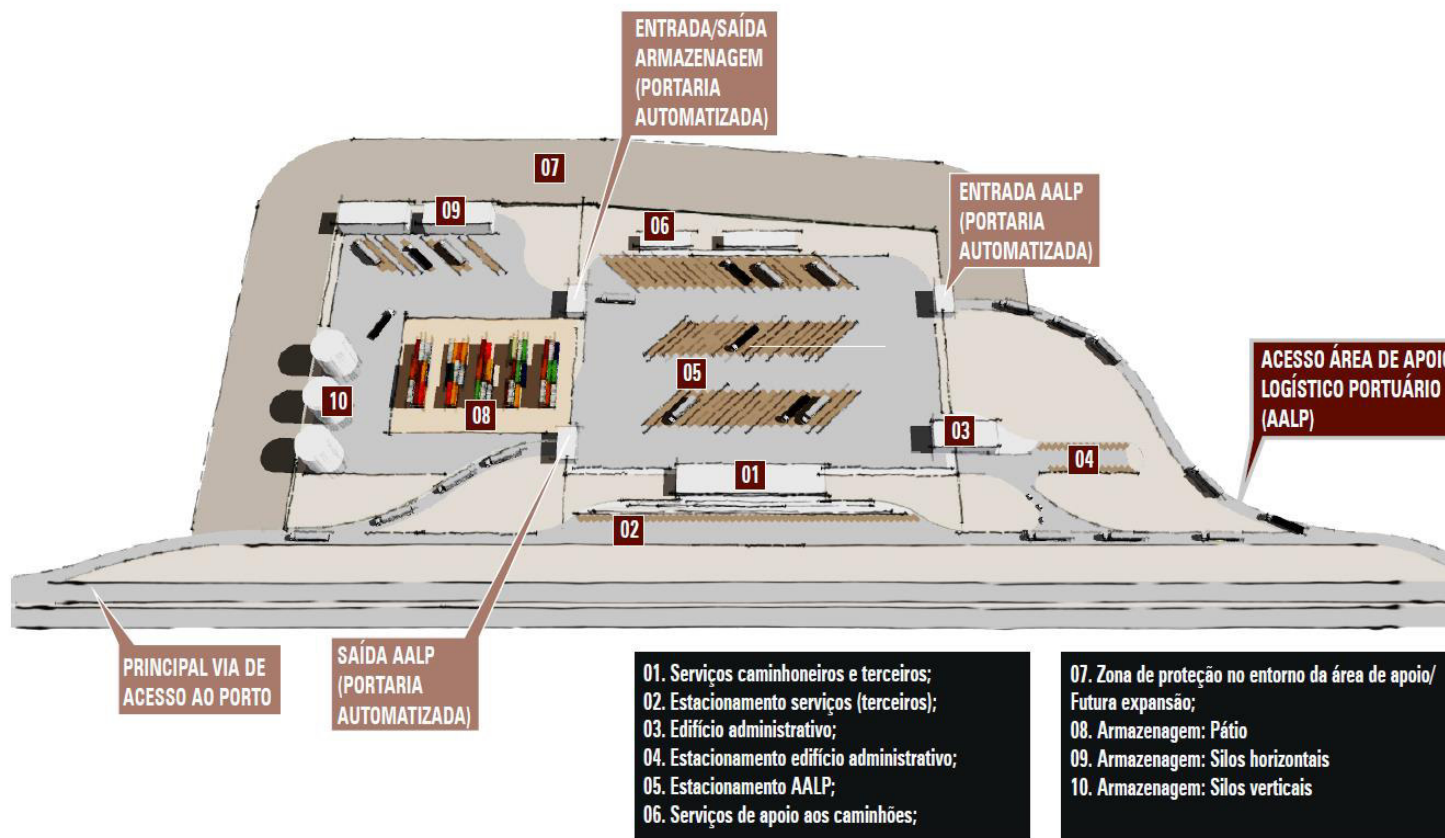 ENTRADA/SAÍDA
ARMAZENAGEM
(PORTARIA
AUTOMATIZADA)
07
ENTRADA AALP
(PORTARIA
AUTOMATIZADA)
09
06
ACESSO ÁREA DE APOIO
LOGÍSTICO PORTUÁRIO
(AALP)
05
10
08
03
04
01
02
PRINCIPAL VIA DE
ACESSO AO PORTO
SAÍDA AALP
(PORTARIA
AUTOMATIZADA)
01. Serviços caminhoneiros e terceiros;
02. Estacionamento serviços (terceiros);
03. Edifício administrativo;
04. Estacionamento edifício administrativo;
05. Estacionamento AALP;
06. Serviços de apoio aos caminhões;
07. Zona de proteção no entorno da área de apoio/
Futura expansão;
08. Armazenagem: Pátio
09. Armazenagem: Silos horizontais
10. Armazenagem: Silos verticais